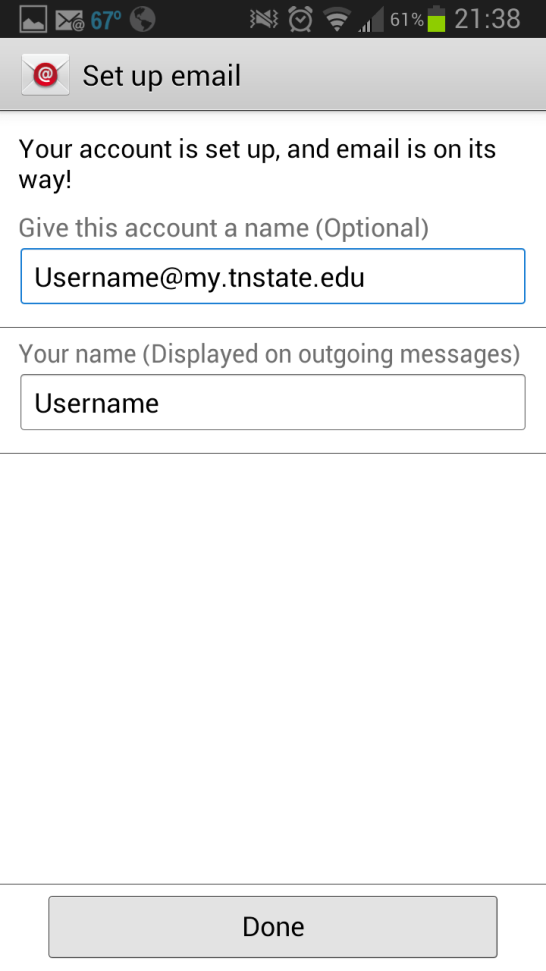 67° 61% 21:38
Set up email
Your account is set up, and email is on its
way!
Give this account a name (Optional)
Username@my.tnstate.edu
Your name (Displayed on outgoing messages)
Username
Done